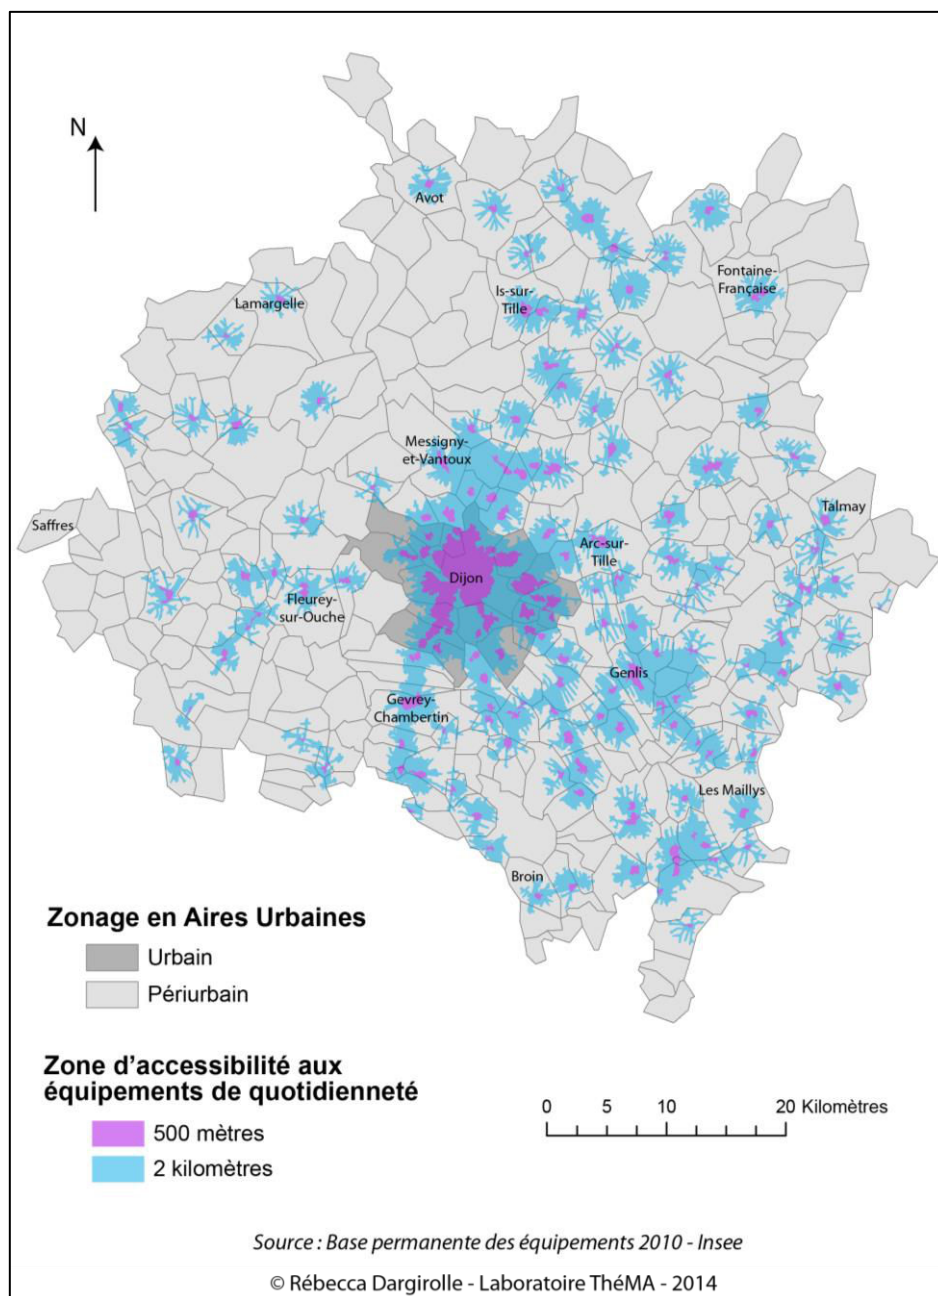 N
Avot
Fontaine-
Française
Lamargelle
Is-sur-
Tille
Messigny-
et-Vantoux
Saffres
Talmay
Arc-sur-
Tille
Dijon
Fleurey-
sur-Ouche
Genlis
Gevrey-
Chambertin
Les Maillys
Broin
Zonage en Aires Urbaines
Urbain
Périurbain
Zone d’accessibilité aux
équipements de quotidienneté
500 mètres
2 kilomètres
0 5 10 20 Kilomètres
Source : Base permanente des équipements 2010 - Insee
© Rébecca Dargirolle - Laboratoire ThéMA - 2014